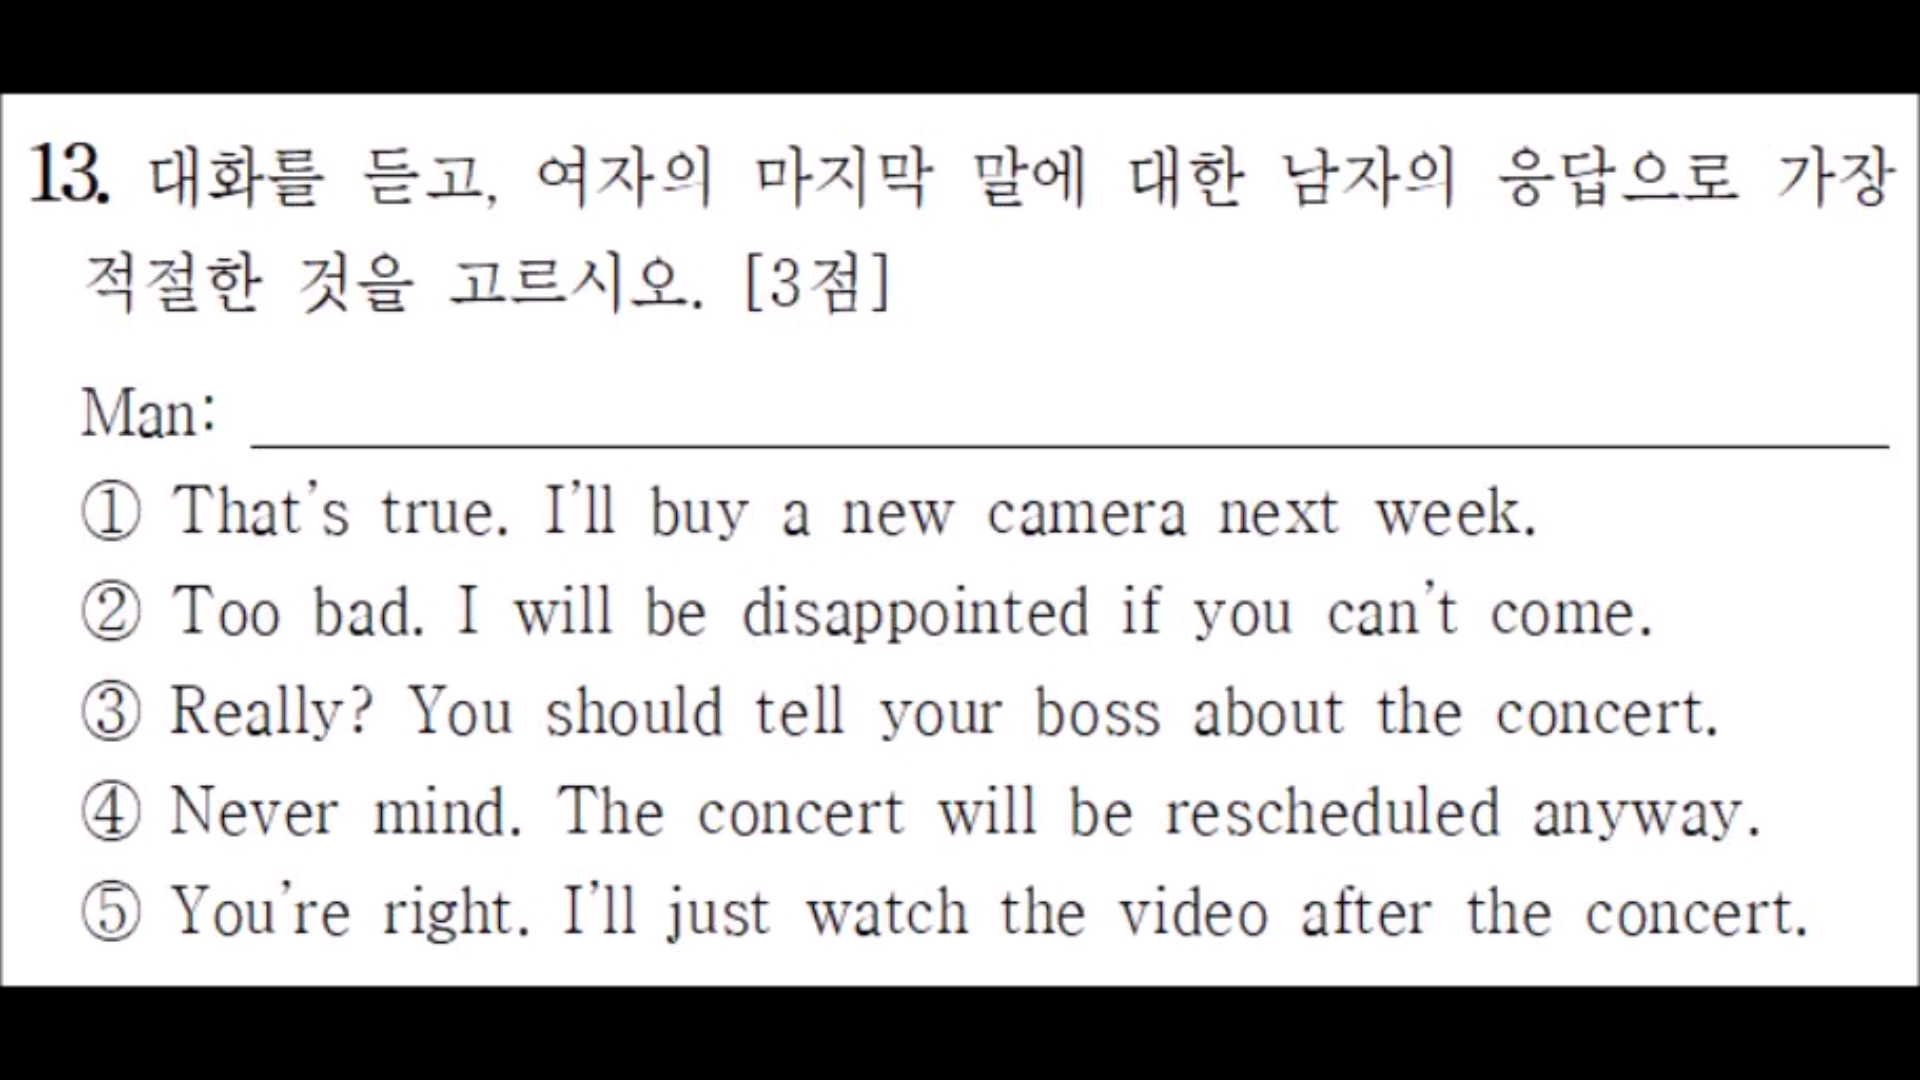 13. 대화를 듣고, 여자의 마지막 말에 대한 남자의 응답으로 가장
적절한 것을 고르시오. [3점]
Man:
① That's true. I'll buy a new camera next week.
② Too bad. I will be disappointed if you can't come.
③ Really? You should tell your boss about the concert.
④ Never mind. The concert will be rescheduled anyway.
⑤ You're right. I'll just watch the video after the concert.